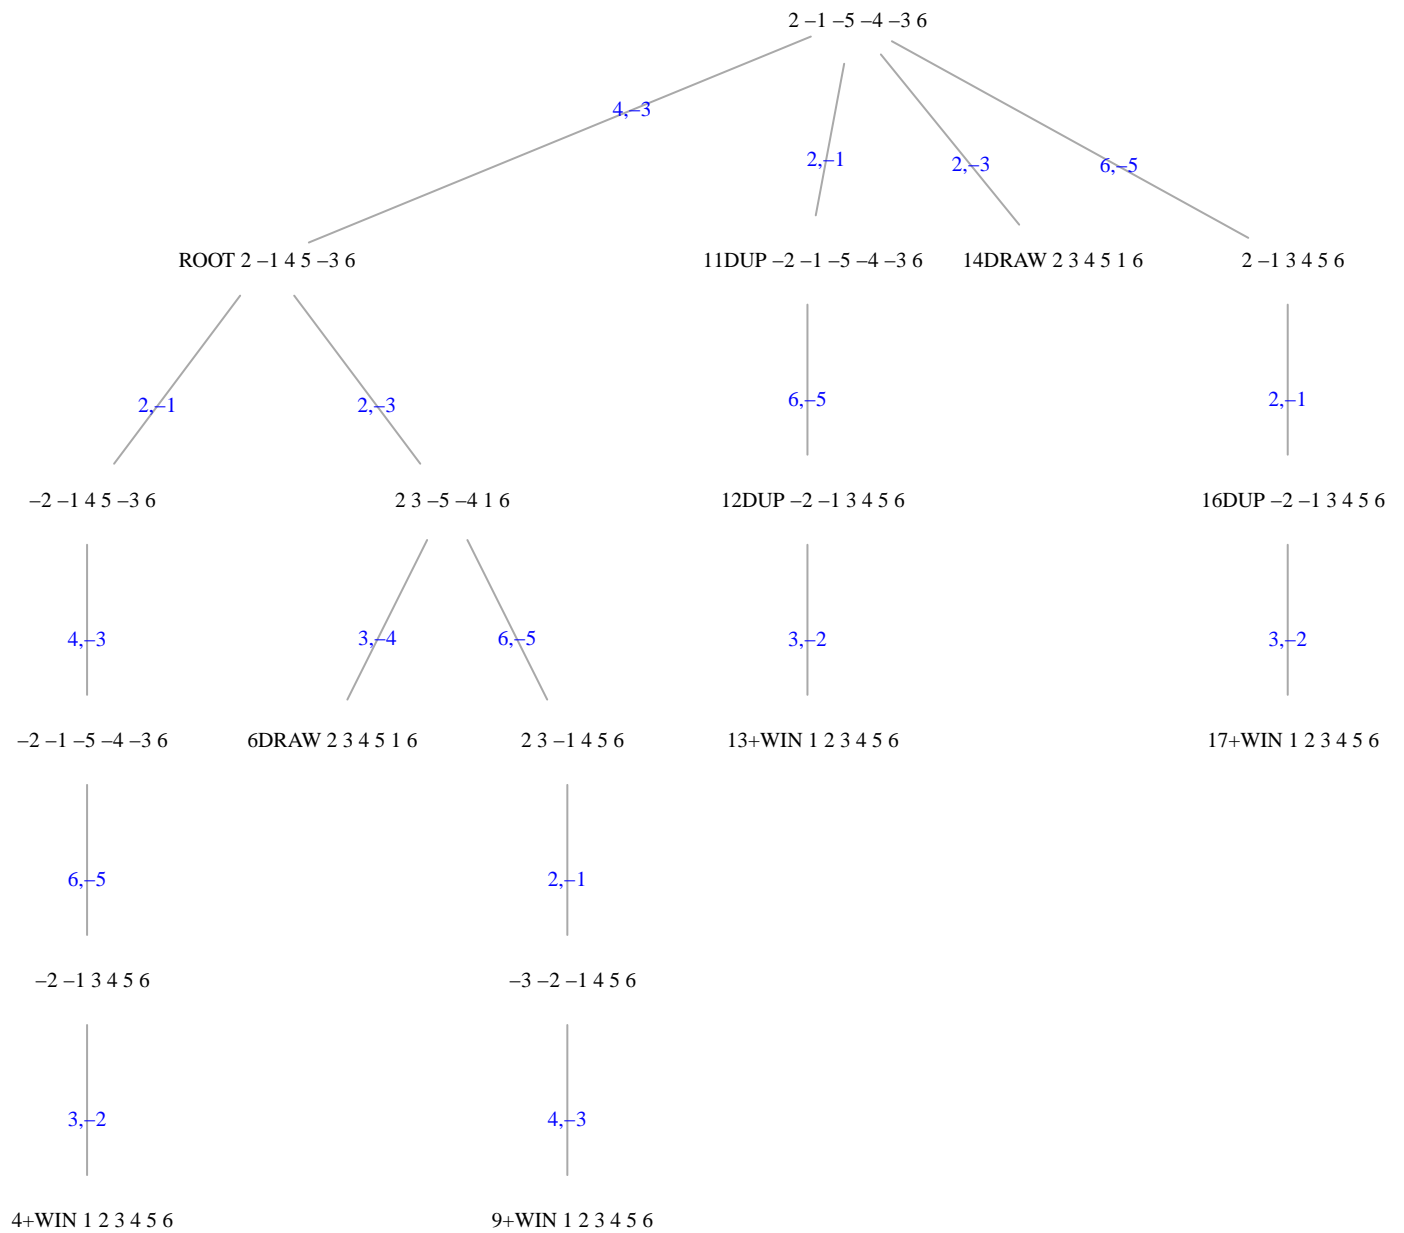 2 –1 –5 –4 –3 6
4,–3
2,–1
2,–3
6,–5
ROOT 2 –1 4 5 –3 6
11DUP –2 –1 –5 –4 –3 6
14DRAW 2 3 4 5 1 6
2 –1 3 4 5 6
2,–1
2,–3
6,–5
2,–1
–2 –1 4 5 –3 6
2 3 –5 –4 1 6
12DUP –2 –1 3 4 5 6
16DUP –2 –1 3 4 5 6
4,–3
3,–4
6,–5
3,–2
3,–2
–2 –1 –5 –4 –3 6
6DRAW 2 3 4 5 1 6
2 3 –1 4 5 6
13+WIN 1 2 3 4 5 6
17+WIN 1 2 3 4 5 6
6,–5
2,–1
–2 –1 3 4 5 6
–3 –2 –1 4 5 6
3,–2
4,–3
4+WIN 1 2 3 4 5 6
9+WIN 1 2 3 4 5 6